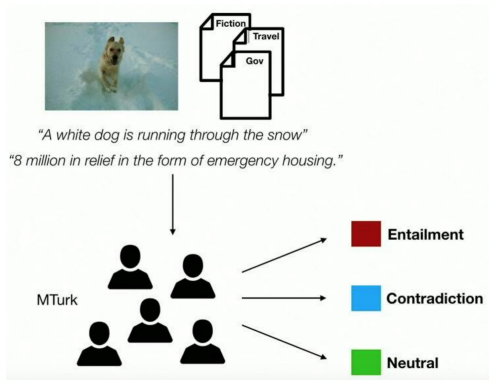 Fiction
Travel
Gov
“A white dog is running through the snow”
“8 million in relief in the form of emergency housing.”
MTurk
Entailment
Contradiction
Neutral